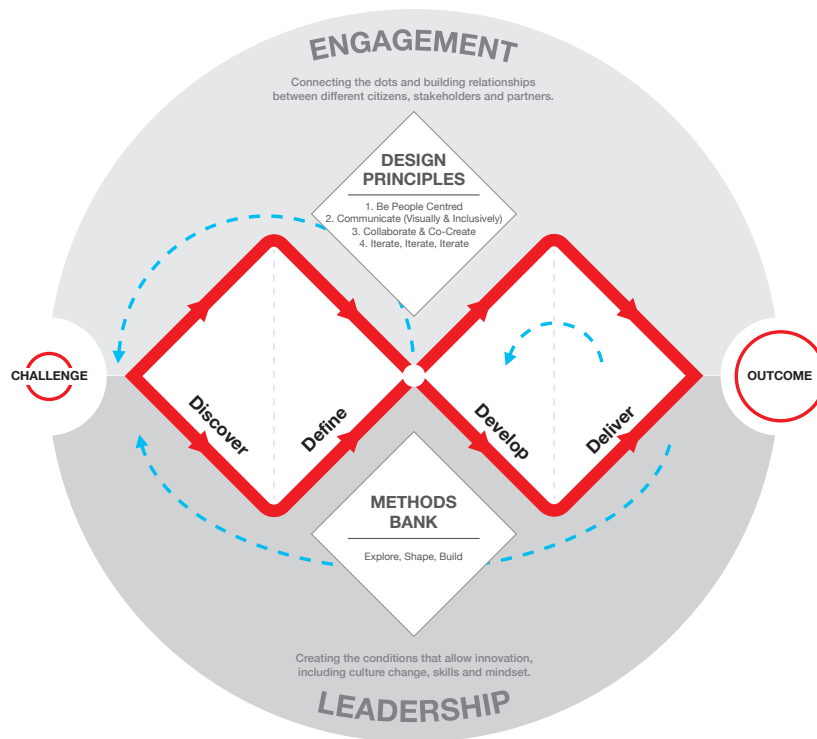 ENGAGEMENT
Connecting the dots and building relationships
between different citizens, stakeholders and partners.
DESIGN
PRINCIPLES
1. Be People Centred
2. Communicate (Visually & Inclusively)
3. Collaborate & Co-Create
4. Iterate, Iterate, Iterate
CHALLENGE
Discover
Define
Develop
Deliver
OUTCOME
METHODS
BANK
Explore, Shape, Build
Creating the conditions that allow innovation,
including culture change, skills and mindset.
LEADERSHIP